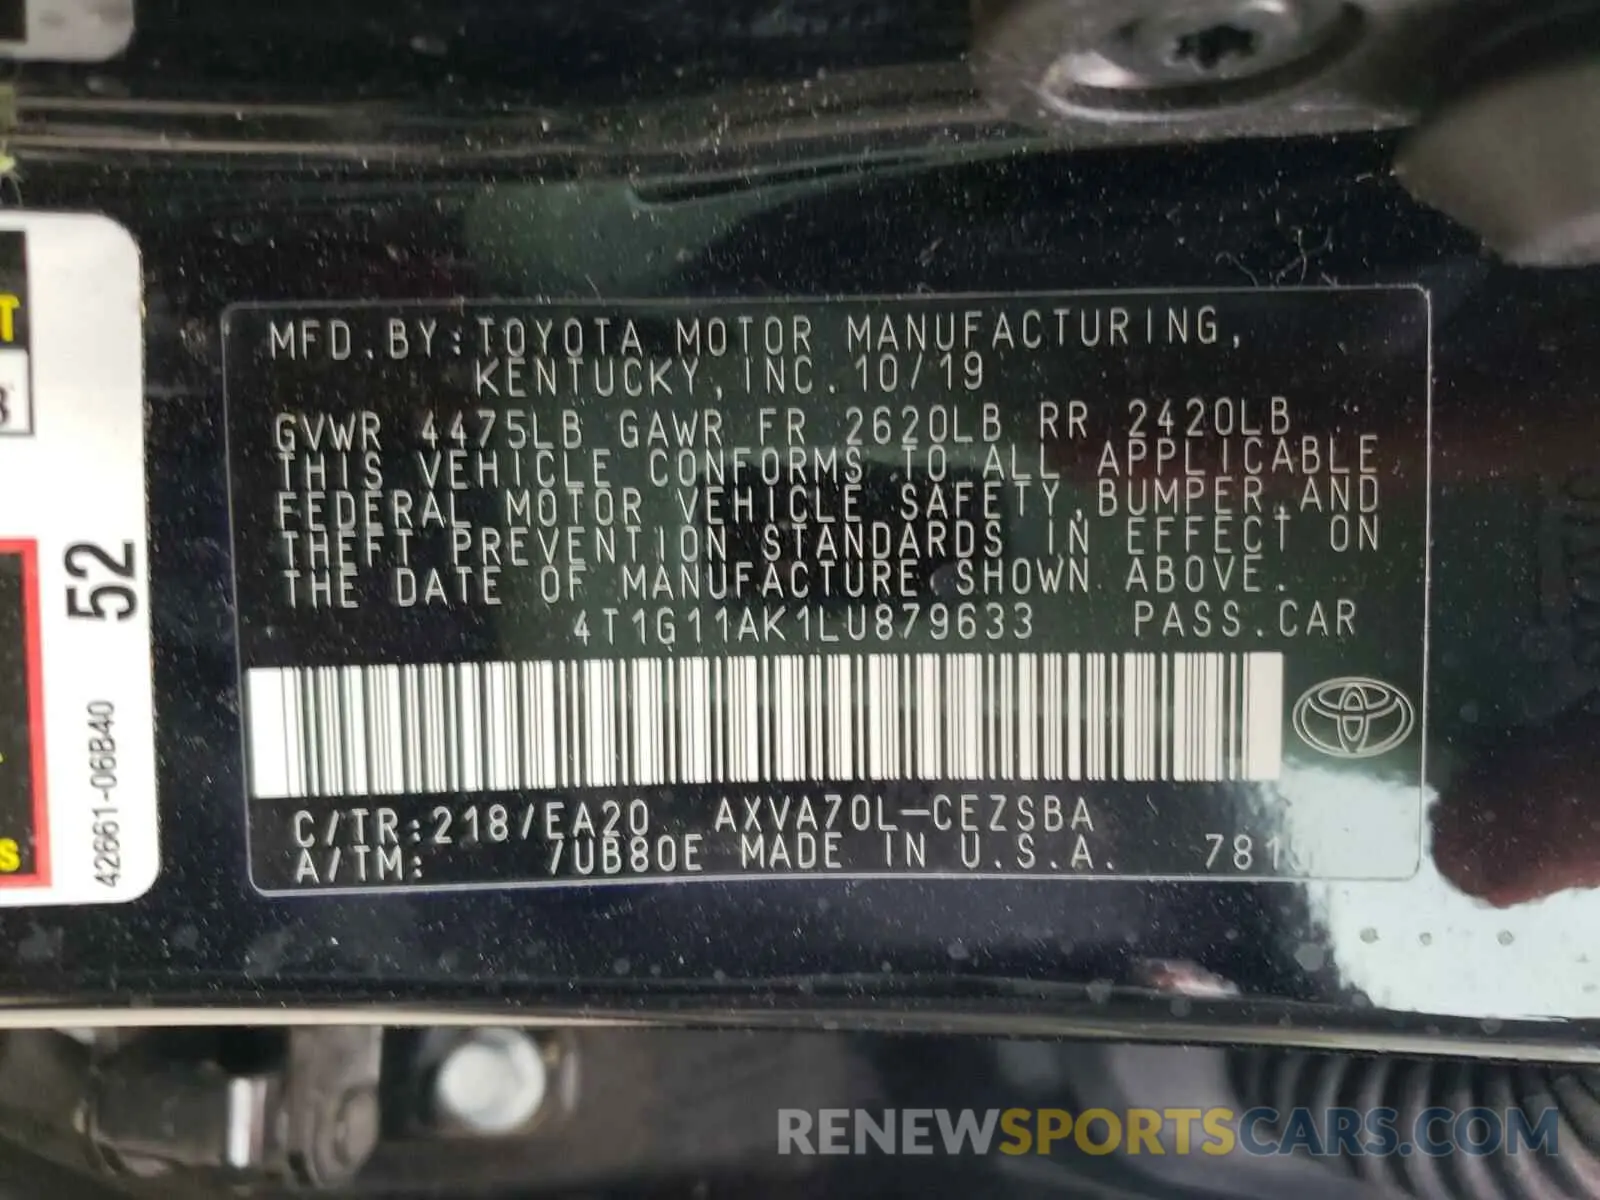 MFD.BY:TOYOTA MOTOR MANUFACTURING,
KENTUCKY,INC.10/19
GVWR 4475LB GAWR FR 2620LB RR 2420LB
THIS VEHICLE CONFORMS TO ALL APPLICABLE
FEDERAL MOTOR VEHICLE SAFETY,BUMPER,AND
THEFT PREVENTION STANDARDS IN EFFECT ON
THE DATE OF MANUFACTURE SHOWN ABOVE.
4T1G11AK1LU879633 PASS.CAR
C/TR:218/EA20 AXVA70L-CEZSBA
A/TM: /UB80E MADE IN U.S.A.
52
42661-06B40
RENEWSPORTSCARS.COM